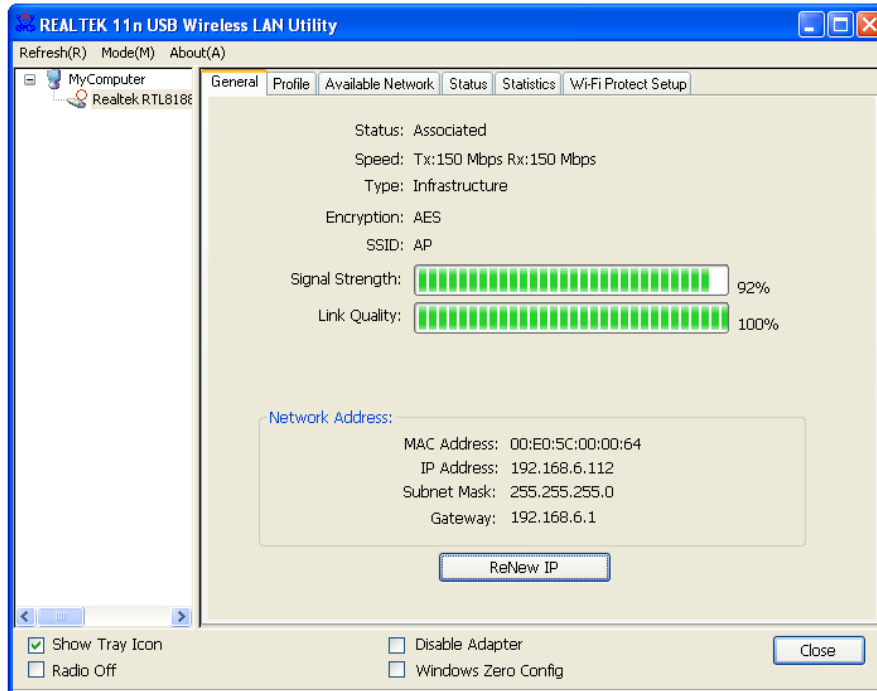 REALTEK 11n USB Wireless LAN Utility
Refresh(R) Mode(M) About(A)
MyComputer
Realtek RTL8188
General Profile Available Network Status Statistics Wi-Fi Protect Setup
Status: Associated
Speed: Tx:150 Mbps Rx:150 Mbps
Type: Infrastructure
Encryption: AES
SSID: AP
Signal Strength: 92%
Link Quality: 100%
Network Address:
MAC Address: 00:E0:5C:00:00:64
IP Address: 192.168.6.112
Subnet Mask: 255.255.255.0
Gateway: 192.168.6.1
ReNew IP
Show Tray Icon Disable Adapter
Radio Off Windows Zero Config
Close